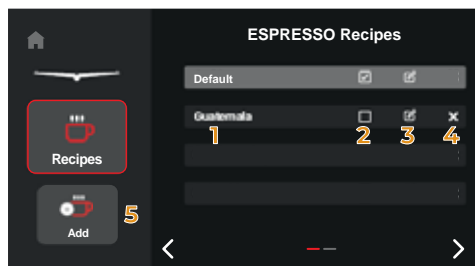 ESPRESSO Recipes
Default
Guatemala
1 2 3 4
Recipes
Add
5